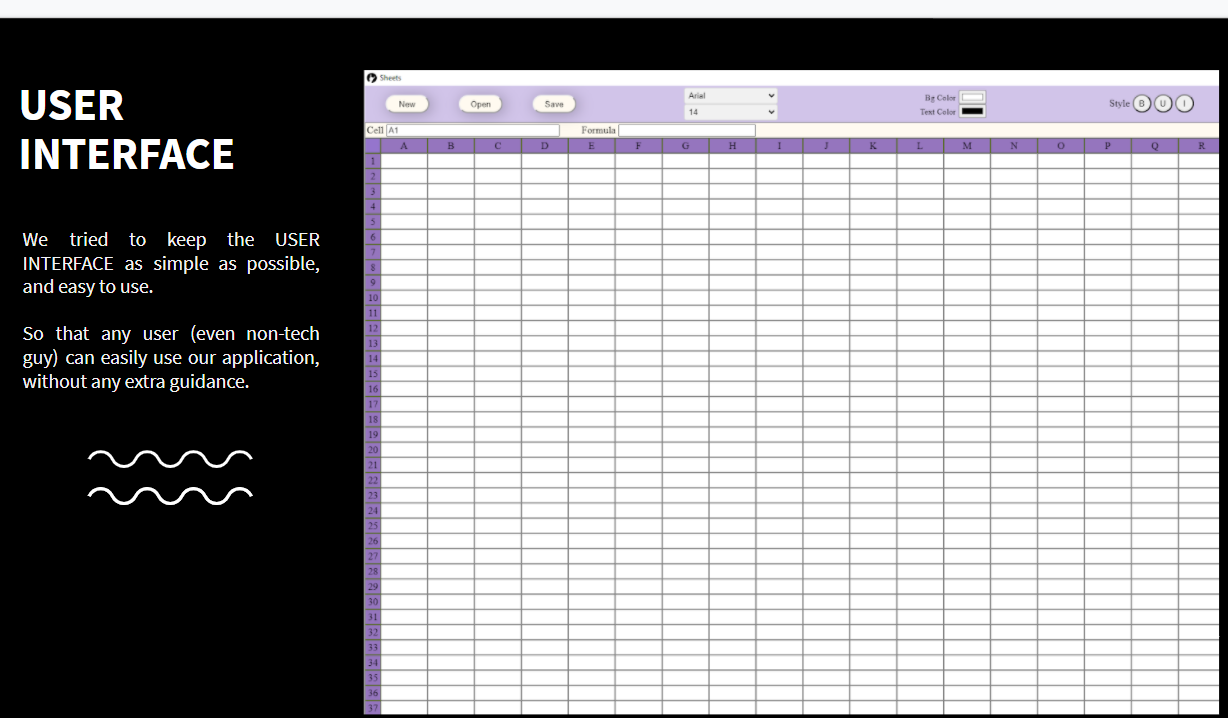 USER
INTERFACE
We tried to keep the USER
INTERFACE as simple as possible,
and easy to use.
So that any user (even non-tech
guy) can easily use our application,
without any extra guidance.
Sheets
New Open Save Arial Bg Color
14 Text Color Style B U I
Cell A1 Formula
A B C D E F G H I J K L M N O P Q R
1
2
3
4
5
6
7
8
9
10
11
12
13
14
15
16
17
18
19
20
21
22
23
24
25
26
27
28
29
30
31
32
33
34
35
36
37